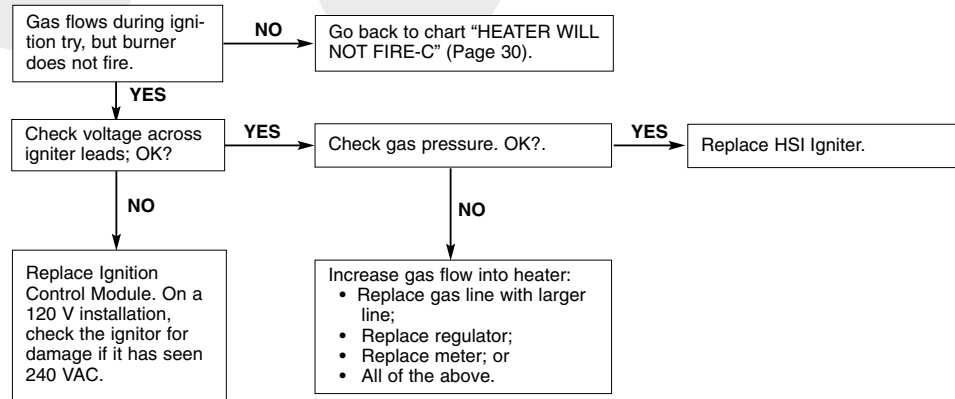 Gas flows during igni-
tion try, but burner
does not fire.
NO
Go back to chart “HEATER WILL
NOT FIRE-C” (Page 30).
YES
Check voltage across
igniter leads; OK?
YES
Check gas pressure. OK?.
YES
Replace HSI Igniter.
NO
NO
Replace Ignition
Control Module. On a
120 V installation,
check the ignitor for
damage if it has seen
240 VAC.
Increase gas flow into heater:
• Replace gas line with larger
line;
• Replace regulator;
• Replace meter; or
• All of the above.